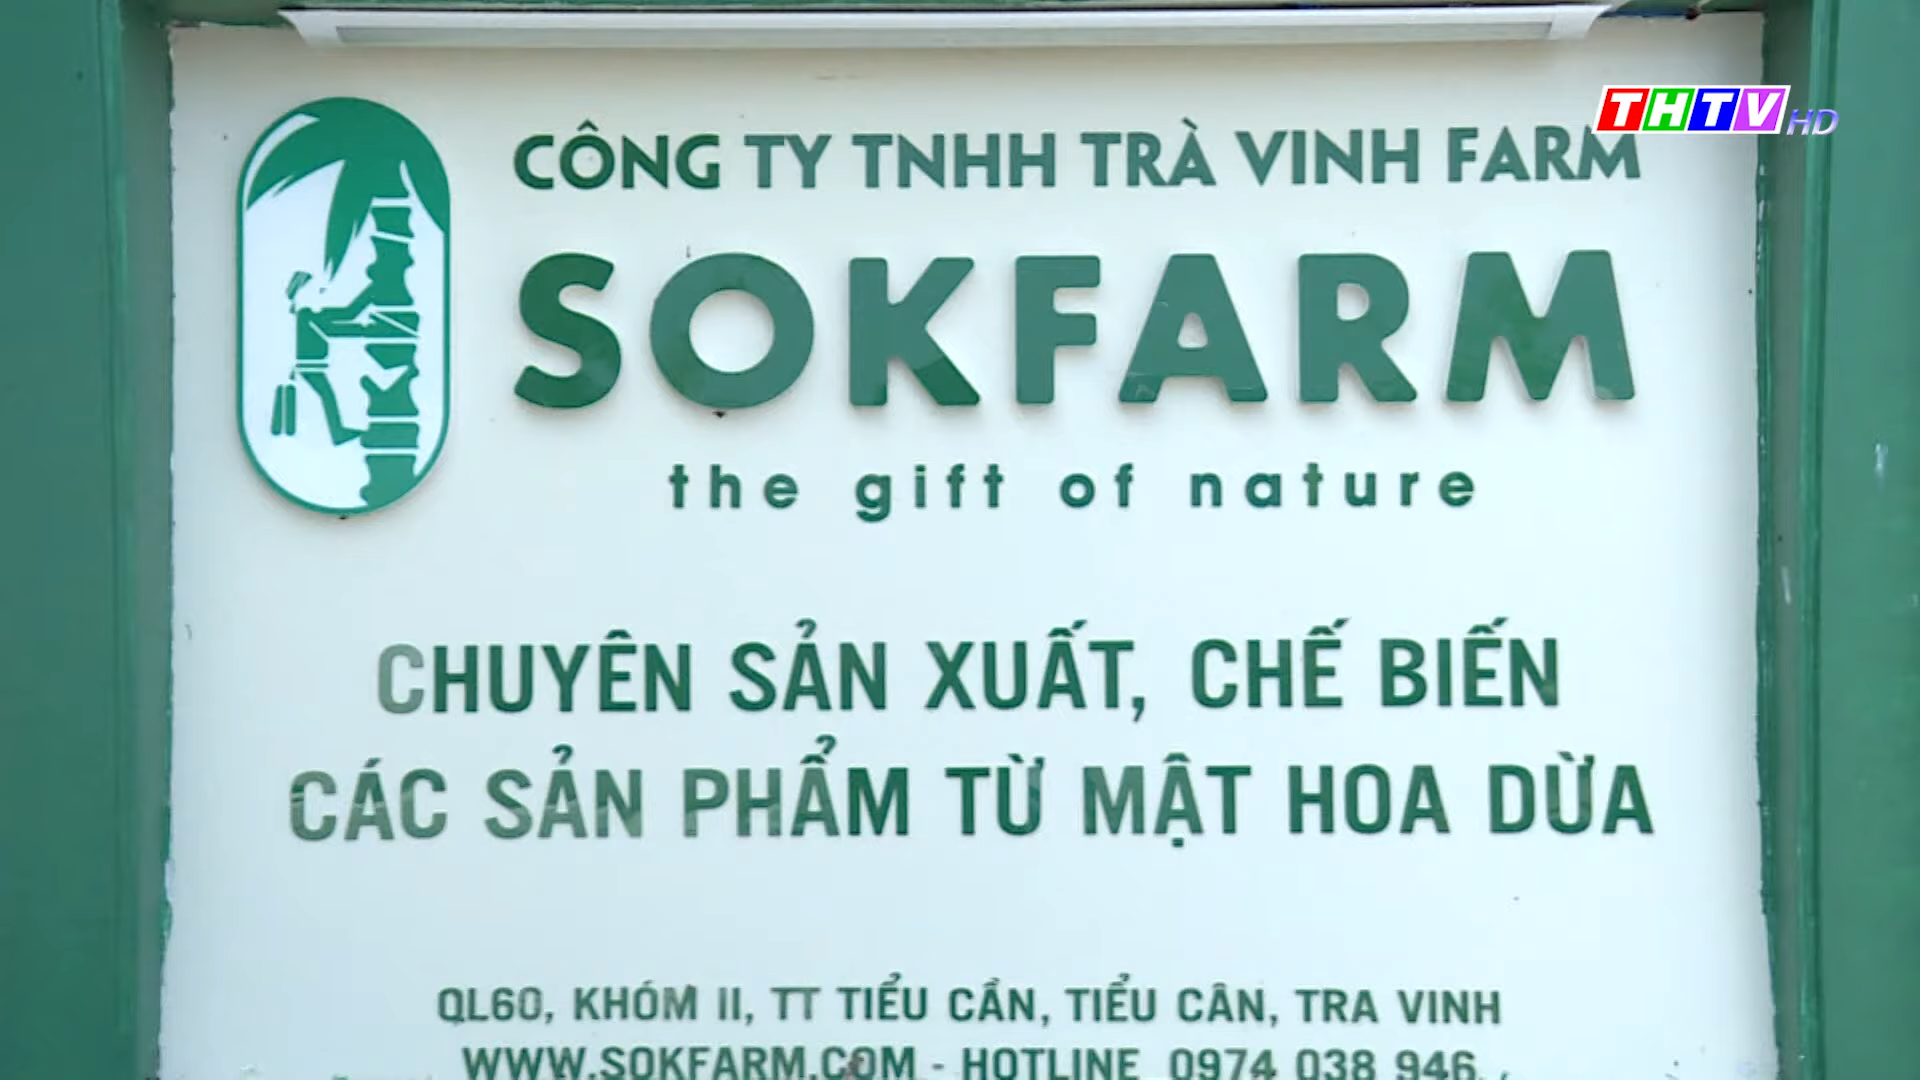 THTV HD
CÔNG TY TNHH TRÀ VINH FARM
SOKFARM
the gift of nature
CHUYÊN SẢN XUẤT, CHẾ BIẾN
CÁC SẢN PHẨM TỪ MẬT HOA DỪA
QL60, KHÓM II, TT TIỂU CẦN, TIỂU CẦN, TRA VINH
WWW.SOKFARM.COM - HOTLINE 0974 038 946